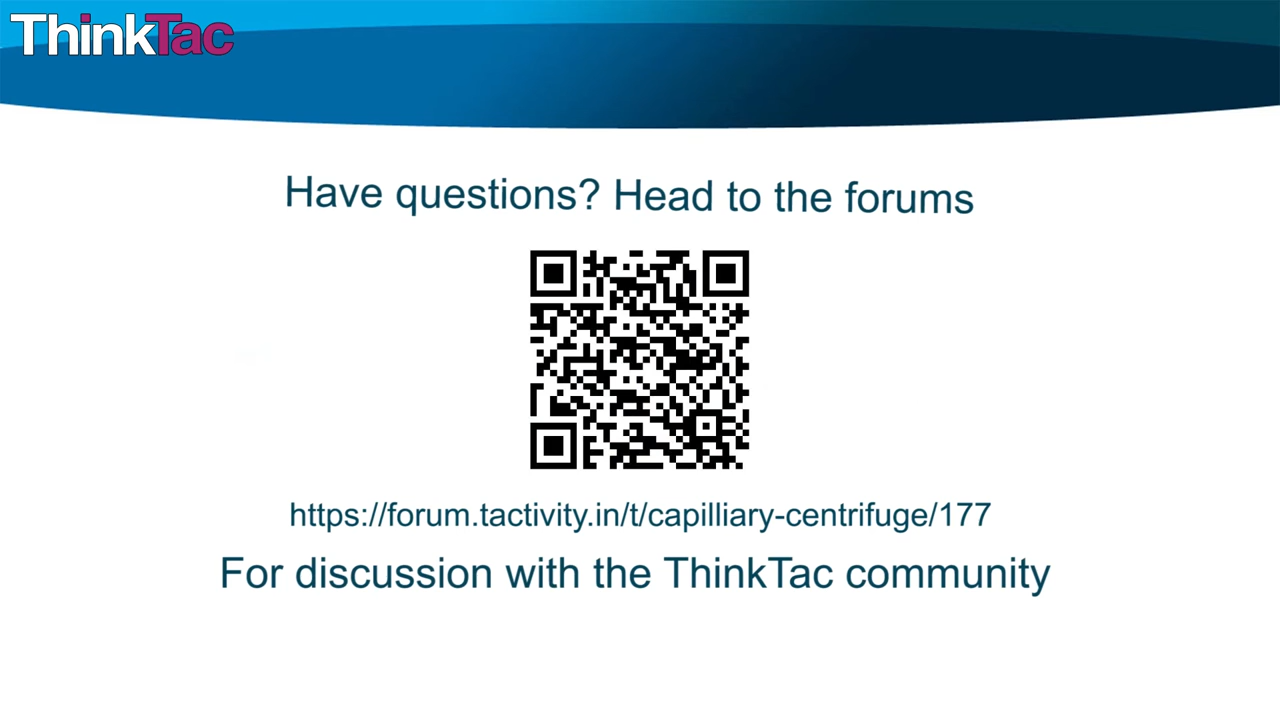 ThinkTac
Have questions? Head to the forums
https://forum.tactivity.in/t/capilliary-centrifuge/177
For discussion with the ThinkTac community